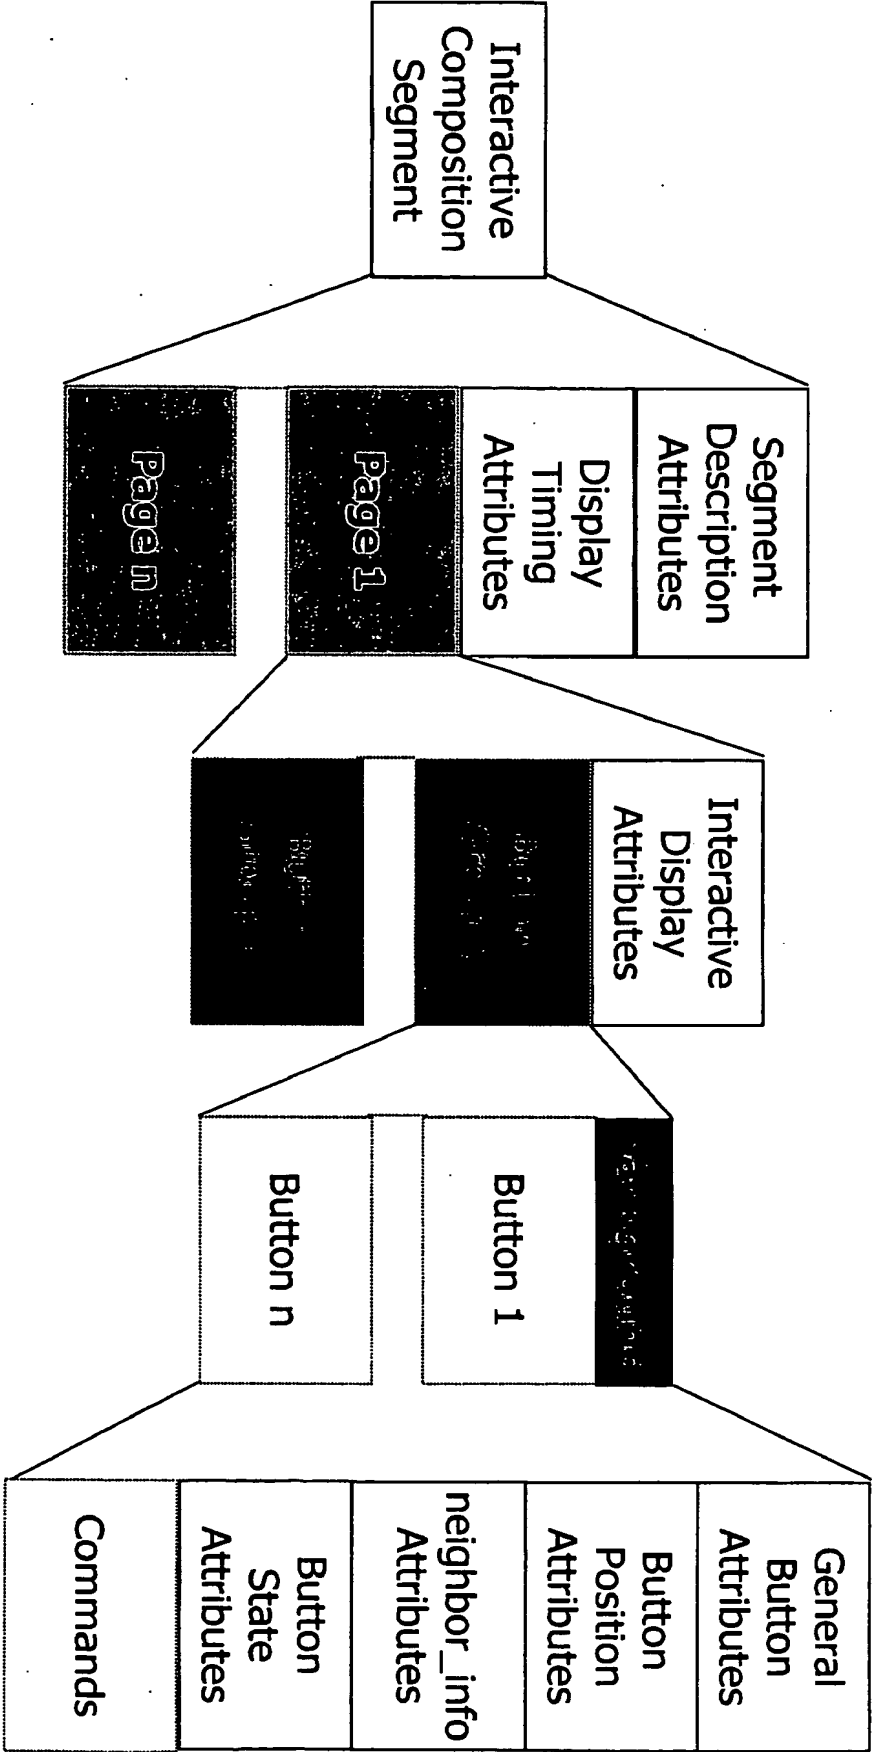 Interactive
Composition
Segment
Segment
Description
Attributes
Display
Timing
Attributes
Page 1
Page n
Interactive
Display
Attributes
Button 1
Button n
General
Button
Attributes
Button
Position
Attributes
neighbor_info
Attributes
Button
State
Attributes
Commands